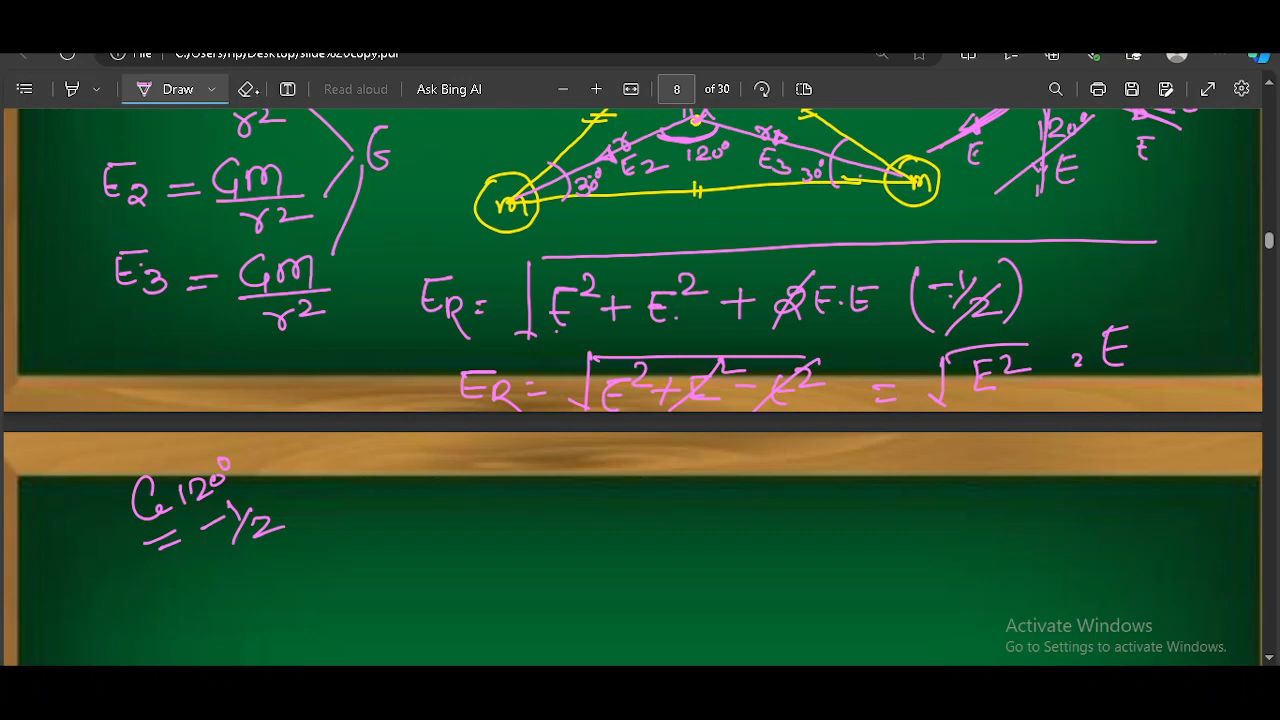 File C:/Users/hp/Desktop/slide%20copy.pdf
Draw Read aloud Ask Bing AI 8 of 30
r²
E2 = Gm/r²
E3 = Gm/r²
E2 120° E3
30° 30°
m m
E 120° E E
ER = √(E² + E² + 2E.E (-1/2))
ER = √(E² + E² - E²) = √E² = E
Cos 120°
= -1/2
Activate Windows
Go to Settings to activate Windows.